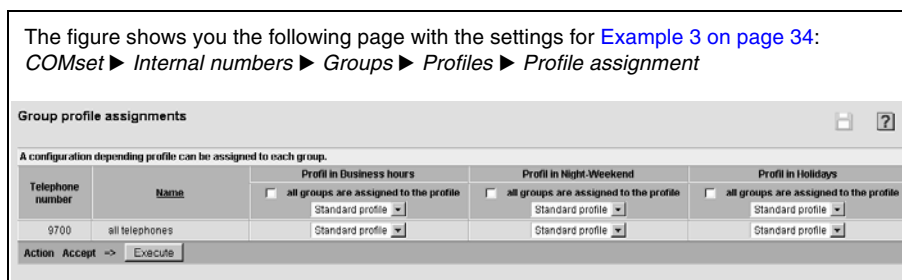 The figure shows you the following page with the settings for Example 3 on page 34:
COMset ▶ Internal numbers ▶ Groups ▶ Profiles ▶ Profile assignment
Group profile assignments
?
A configuration depending profile can be assigned to each group.
Telephone number
Name
Profil in Business hours
Profil in Night-Weekend
Profil in Holidays
all groups are assigned to the profile
all groups are assigned to the profile
all groups are assigned to the profile
Standard profile
Standard profile
Standard profile
9700 all telephones Standard profile Standard profile Standard profile
Action Accept => Execute